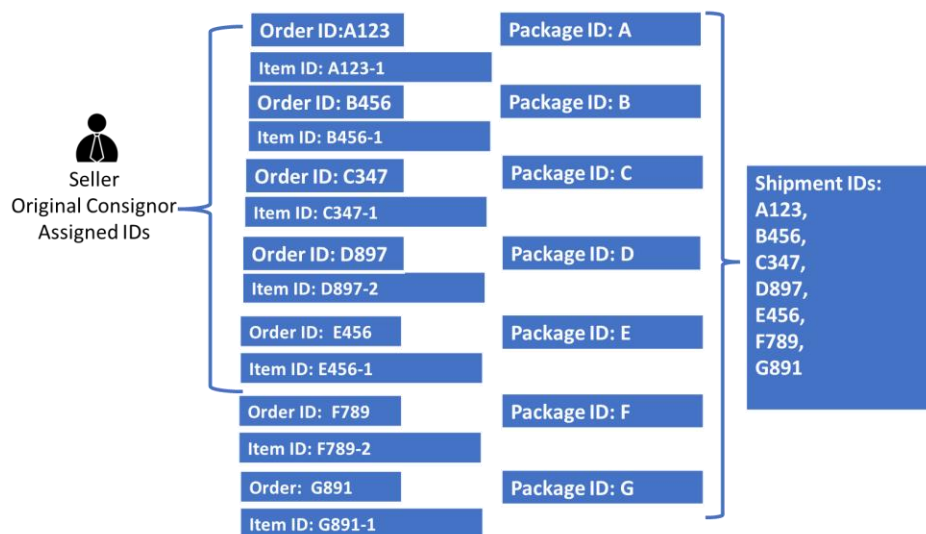 Seller
Original Consignor
Assigned IDs
Order ID:A123
Package ID: A
Item ID: A123-1
Order ID: B456
Package ID: B
Item ID: B456-1
Order ID: C347
Package ID: C
Item ID: C347-1
Order ID: D897
Package ID: D
Item ID: D897-2
Order ID:  E456
Package ID: E
Item ID: E456-1
Order ID:  F789
Package ID: F
Item ID: F789-2
Order:  G891
Package ID: G
Item ID: G891-1
Shipment IDs:
A123,
B456,
C347,
D897,
E456,
F789,
G891